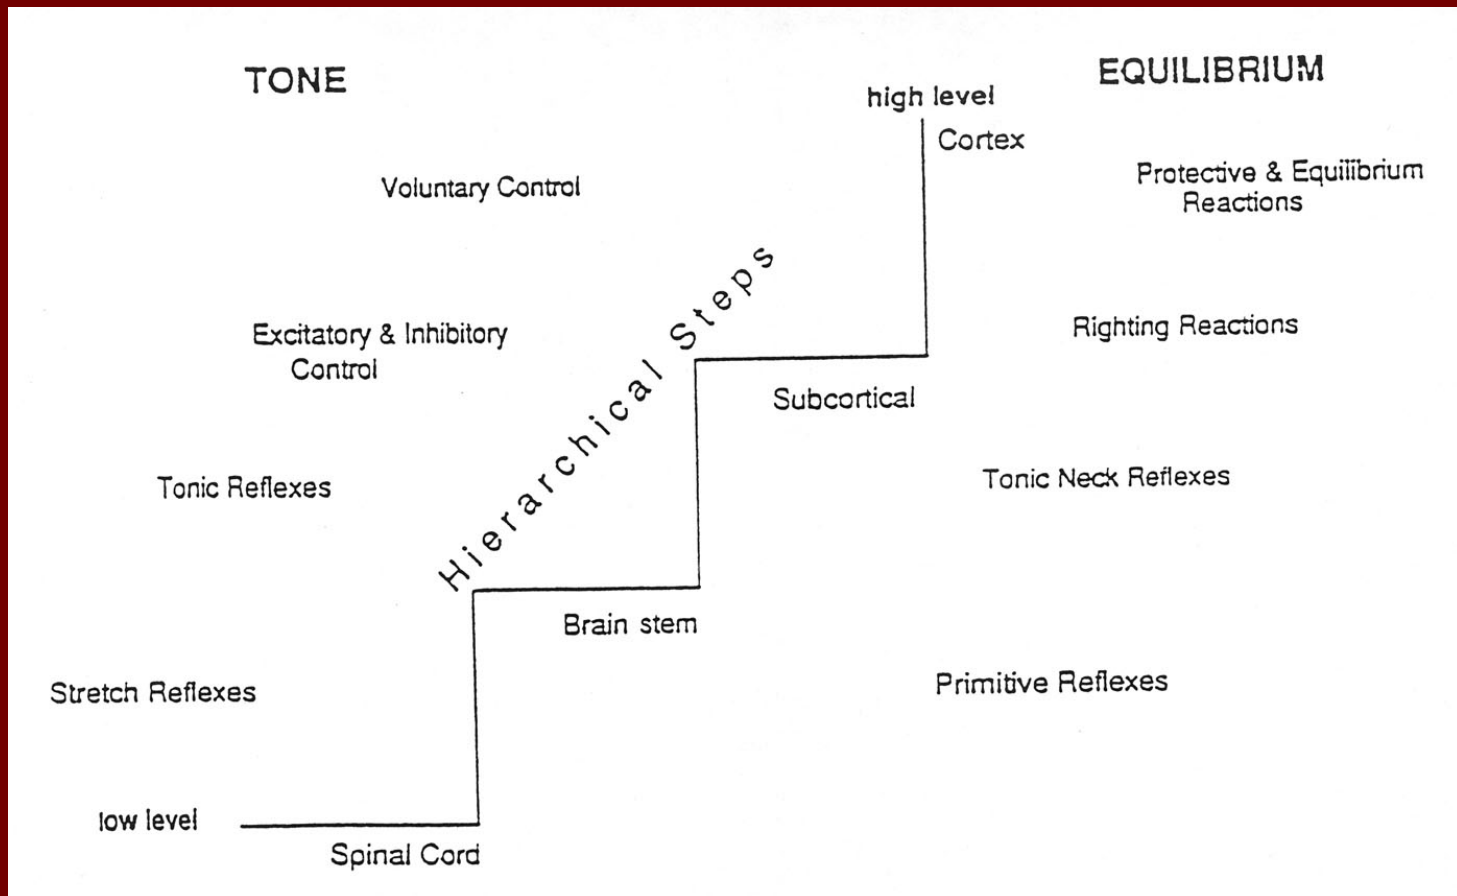 TONE
EQUILIBRIUM
high level
Cortex
Voluntary Control
Protective & Equilibrium
Reactions
Hierarchical Steps
Excitatory & Inhibitory
Control
Righting Reactions
Subcortical
Tonic Reflexes
Tonic Neck Reflexes
Brain stem
Stretch Reflexes
Primitive Reflexes
low level
Spinal Cord